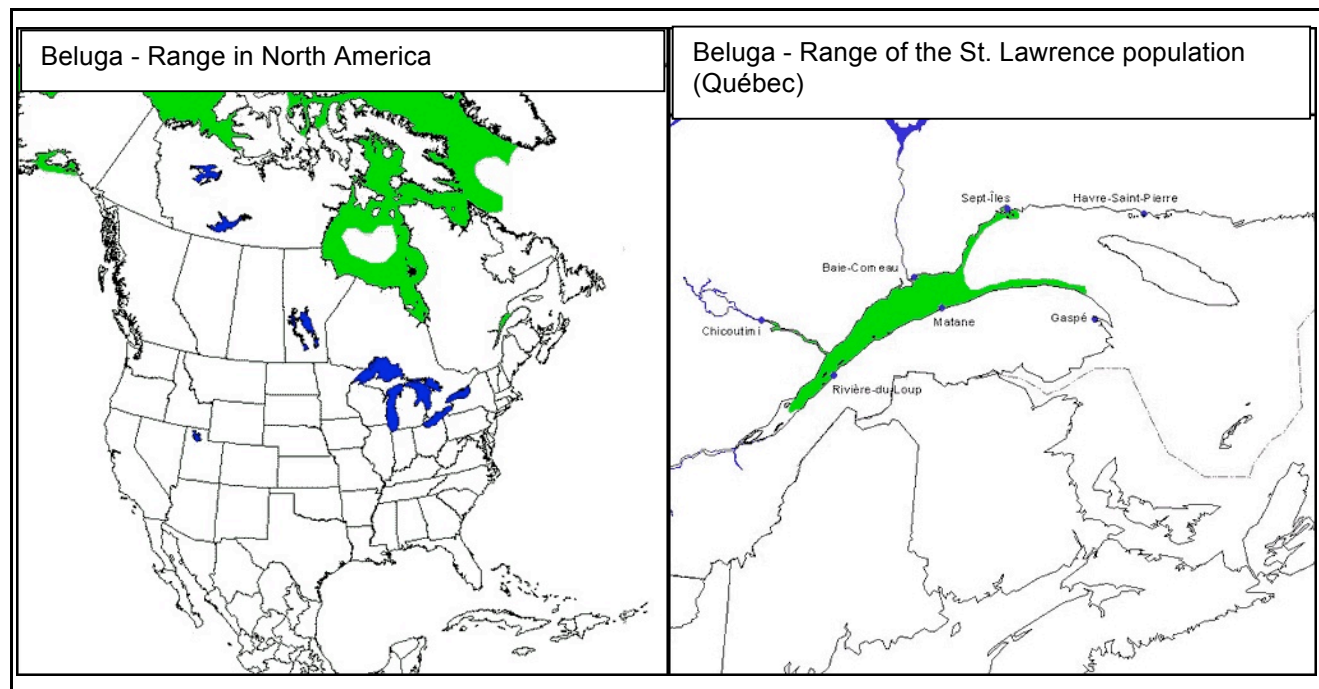 Beluga - Range in North America
Beluga - Range of the St. Lawrence population
(Québec)
Sept-Îles
Havre-Saint-Pierre
Baie-Comeau
Chicoutimi
Matane
Gaspé
Rivière-du-Loup